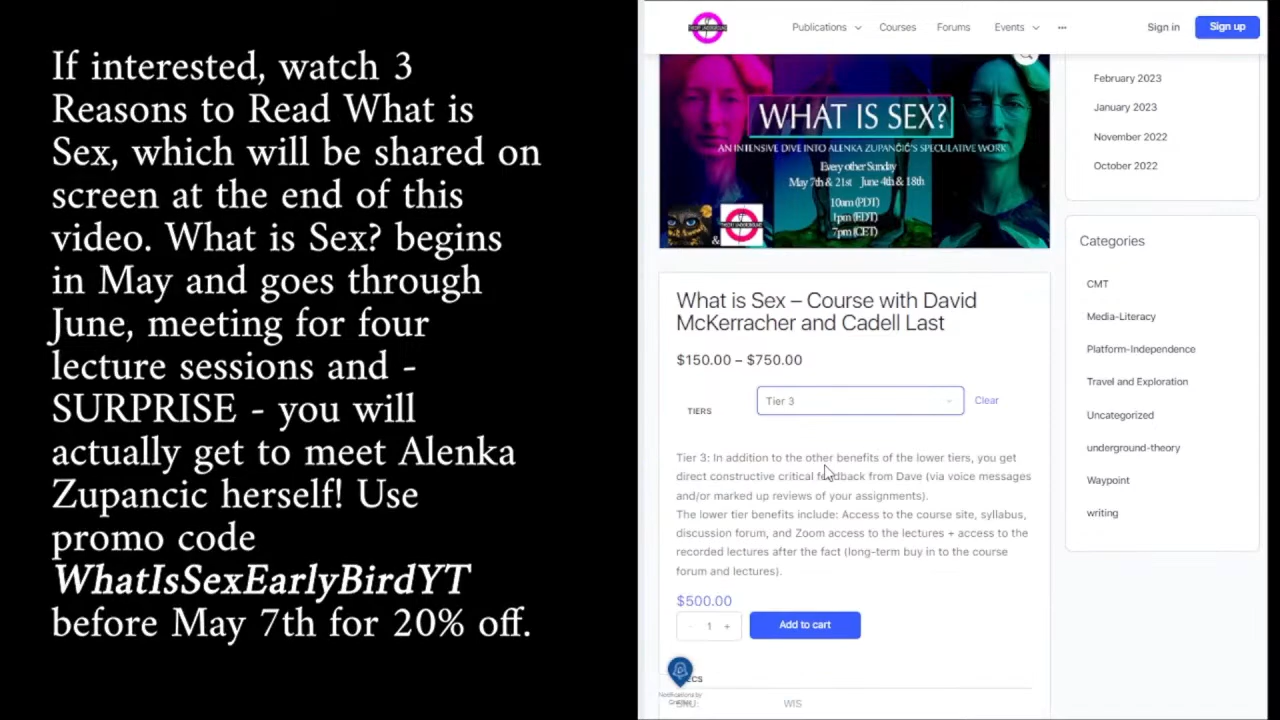 If interested, watch 3
Reasons to Read What is
Sex, which will be shared on
screen at the end of this
video. What is Sex? begins
in May and goes through
June, meeting for four
lecture sessions and -
SURPRISE - you will
actually get to meet Alenka
Zupancic herself! Use
promo code
WhatIsSexEarlyBirdYT
before May 7th for 20% off.
Publications
Courses
Forums
Events
Sign in
Sign up
WHAT IS SEX?
AN INTENSIVE DIVE INTO ALENKA ZUPANČIČ'S SPECULATIVE WORK
Every other Sunday
May 7th & 21st June 4th & 18th
10am (PDT)
1pm (EDT)
7pm (CET)
&
What is Sex – Course with David
McKerracher and Cadell Last
$150.00 – $750.00
TIERS
Tier 3
Clear
Tier 3: In addition to the other benefits of the lower tiers, you get
direct constructive critical feedback from Dave (via voice messages
and/or marked up reviews of your assignments).
The lower tier benefits include: Access to the course site, syllabus,
discussion forum, and Zoom access to the lectures + access to the
recorded lectures after the fact (long-term buy in to the course
forum and lectures).
$500.00
- 1 +
Add to cart
Notifications by
SKU:
WIS
February 2023
January 2023
November 2022
October 2022
Categories
CMT
Media-Literacy
Platform-Independence
Travel and Exploration
Uncategorized
underground-theory
Waypoint
writing